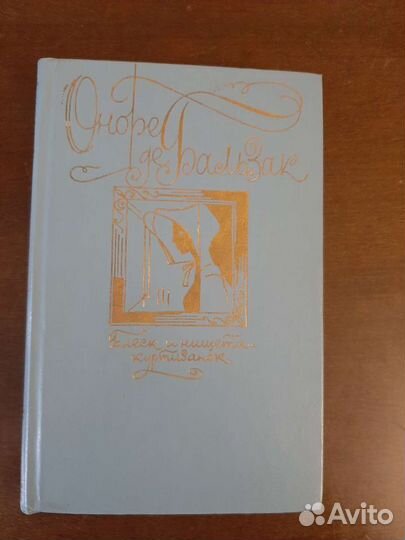 Оноре
де Бальзак
Блеск и нищета
куртизанок
Avito